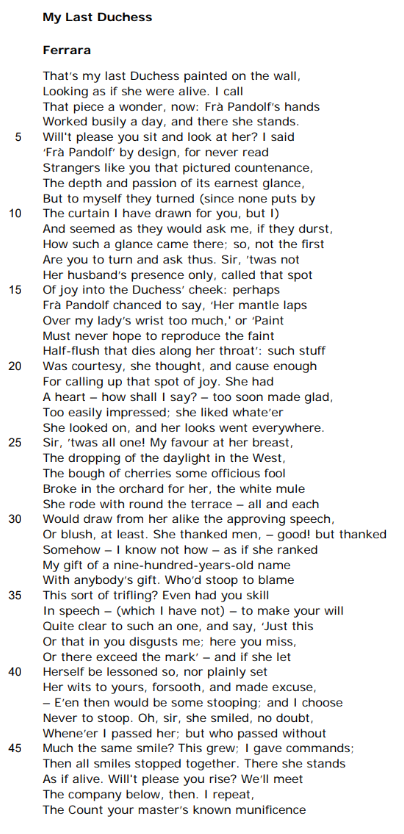 My Last Duchess
Ferrara
That's my last Duchess painted on the wall,
Looking as if she were alive. I call
That piece a wonder, now: Frà Pandolf's hands
Worked busily a day, and there she stands.
5 Will't please you sit and look at her? I said
'Frà Pandolf' by design, for never read
Strangers like you that pictured countenance,
The depth and passion of its earnest glance,
But to myself they turned (since none puts by
10 The curtain I have drawn for you, but I)
And seemed as they would ask me, if they durst,
How such a glance came there; so, not the first
Are you to turn and ask thus. Sir, 'twas not
Her husband's presence only, called that spot
15 Of joy into the Duchess' cheek: perhaps
Frà Pandolf chanced to say, 'Her mantle laps
Over my lady's wrist too much,' or 'Paint
Must never hope to reproduce the faint
Half-flush that dies along her throat': such stuff
20 Was courtesy, she thought, and cause enough
For calling up that spot of joy. She had
A heart – how shall I say? – too soon made glad,
Too easily impressed; she liked whate'er
She looked on, and her looks went everywhere.
25 Sir, 'twas all one! My favour at her breast,
The dropping of the daylight in the West,
The bough of cherries some officious fool
Broke in the orchard for her, the white mule
She rode with round the terrace – all and each
30 Would draw from her alike the approving speech,
Or blush, at least. She thanked men, – good! but thanked
Somehow – I know not how – as if she ranked
My gift of a nine-hundred-years-old name
With anybody's gift. Who'd stoop to blame
35 This sort of trifling? Even had you skill
In speech – (which I have not) – to make your will
Quite clear to such an one, and say, 'Just this
Or that in you disgusts me; here you miss,
Or there exceed the mark' – and if she let
40 Herself be lessoned so, nor plainly set
Her wits to yours, forsooth, and made excuse,
– E'en then would be some stooping; and I choose
Never to stoop. Oh, sir, she smiled, no doubt,
Whene'er I passed her; but who passed without
45 Much the same smile? This grew; I gave commands;
Then all smiles stopped together. There she stands
As if alive. Will't please you rise? We'll meet
The company below, then. I repeat,
The Count your master's known munificence